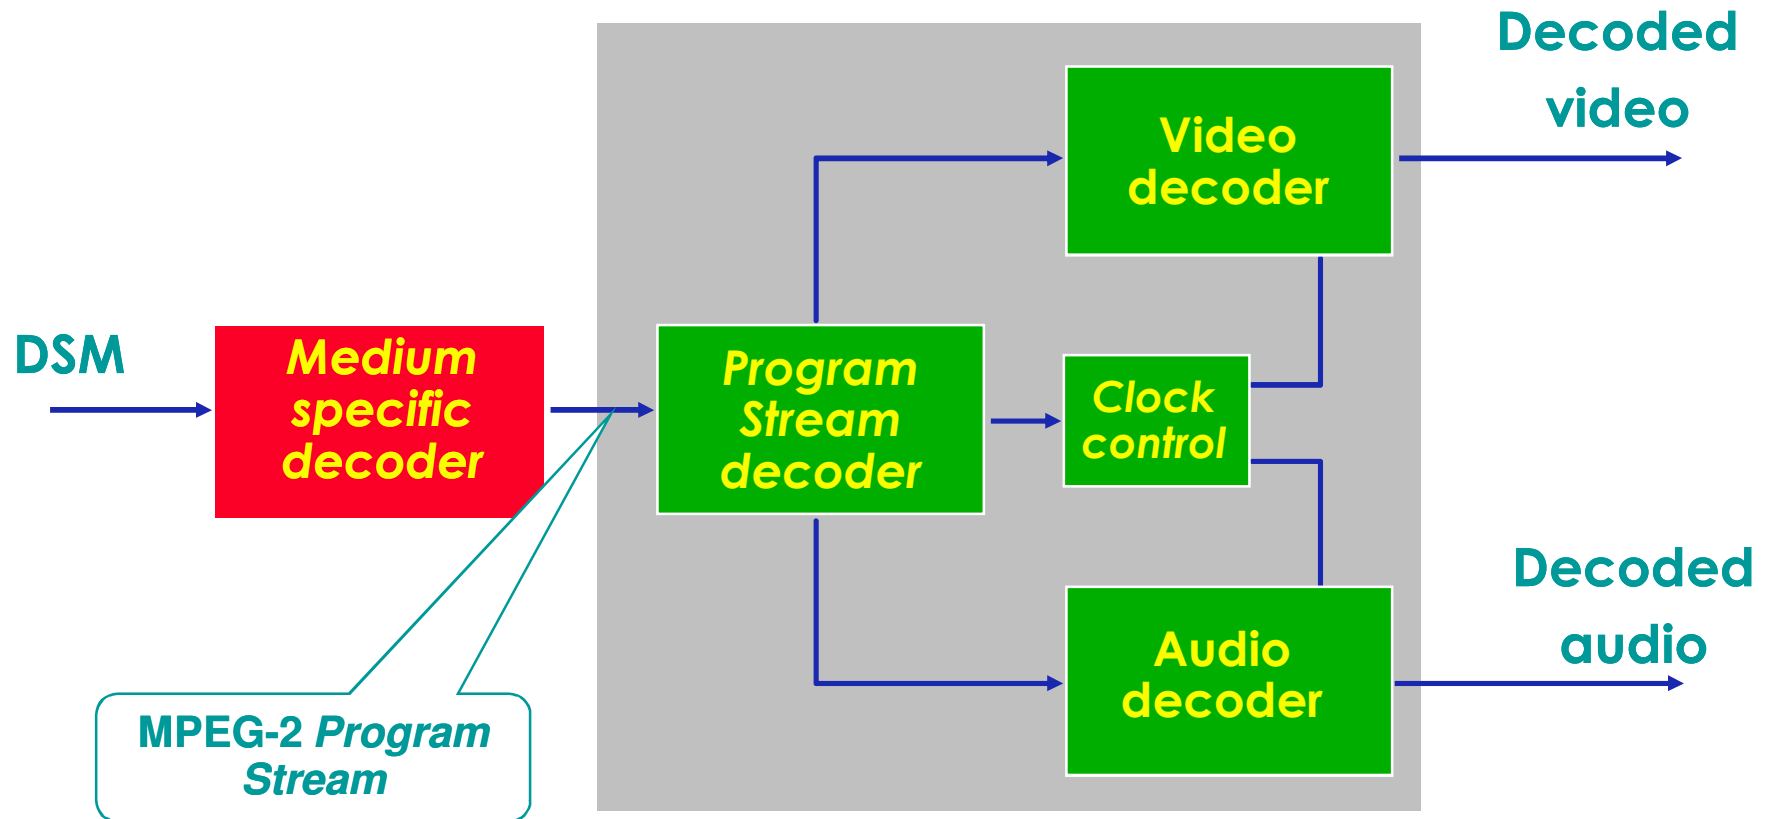 Decoded
video
Video
decoder
DSM
Medium
specific
decoder
Program
Stream
decoder
Clock
control
Decoded
audio
Audio
decoder
MPEG-2 Program
Stream